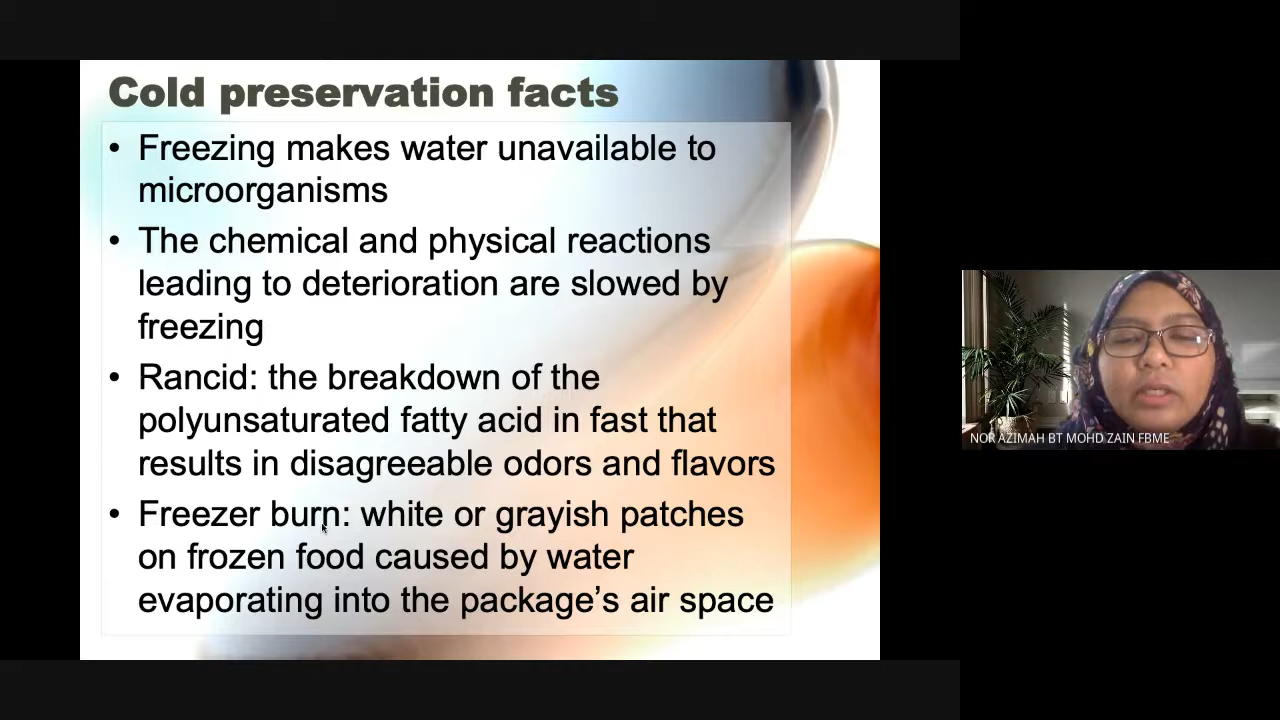 Cold preservation facts
• Freezing makes water unavailable to
microorganisms
• The chemical and physical reactions
leading to deterioration are slowed by
freezing
• Rancid: the breakdown of the
polyunsaturated fatty acid in fast that
results in disagreeable odors and flavors
• Freezer burn: white or grayish patches
on frozen food caused by water
evaporating into the package’s air space
NOR AZIMAH BT MOHD ZAIN FBME